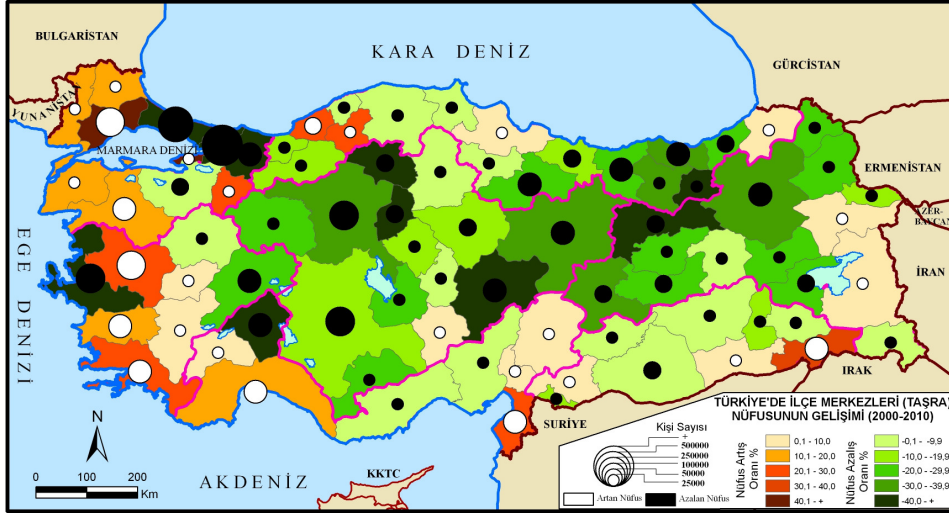 BULGARİSTAN
KARA DENİZ
GÜRCİSTAN
YUNANİSTA
MARMARA DENİZİ
ERMENİSTAN
AZER-
BAYCAN
EGE DENİZİ
İRAN
IRAK
SURİYE
N
AKDENİZ
KKTC
0 100 200
Km
TÜRKİYE'DE İLÇE MERKEZLERİ (TAŞRA)
NÜFUSUNUN GELİŞİMİ (2000-2010)
Kişi Sayısı
+
500000
250000
100000
50000
25000
Artan Nüfus
Azalan Nüfus
Nüfus Artış
Oranı %
0,1 - 10,0
10,1 - 20,0
20,1 - 30,0
30,1 - 40,0
40,1 - +
Nüfus Azalış
Oranı %
-0,1 - -9,9
-10,0 - -19,9
-20,0 - -29,9
-30,0 - -39,9
-40,0 - +